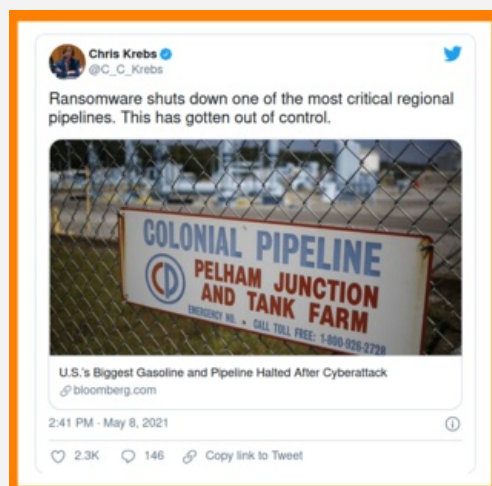 Chris Krebs
@C_C_Krebs
Ransomware shuts down one of the most critical regional
pipelines. This has gotten out of control.
COLONIAL PIPELINE
CP
PELHAM JUNCTION
AND TANK FARM
EMERGENCY NO. • CALL TOLL FREE: 1-800-926-2728
U.S.'s Biggest Gasoline and Pipeline Halted After Cyberattack
bloomberg.com
2:41 PM · May 8, 2021
2.3K 146 Copy link to Tweet